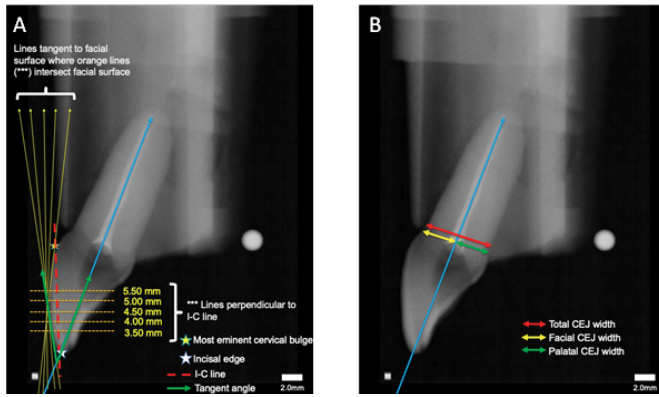 A
Lines tangent to facial
surface where orange lines
(***) intersect facial surface
5.50 mm
5.00 mm
4.50 mm
4.00 mm
3.50 mm
*** Lines perpendicular to
I-C line
Most eminent cervical bulge
Incisal edge
I-C line
Tangent angle
2.0mm
B
Total CEJ width
Facial CEJ width
Palatal CEJ width
2.0mm